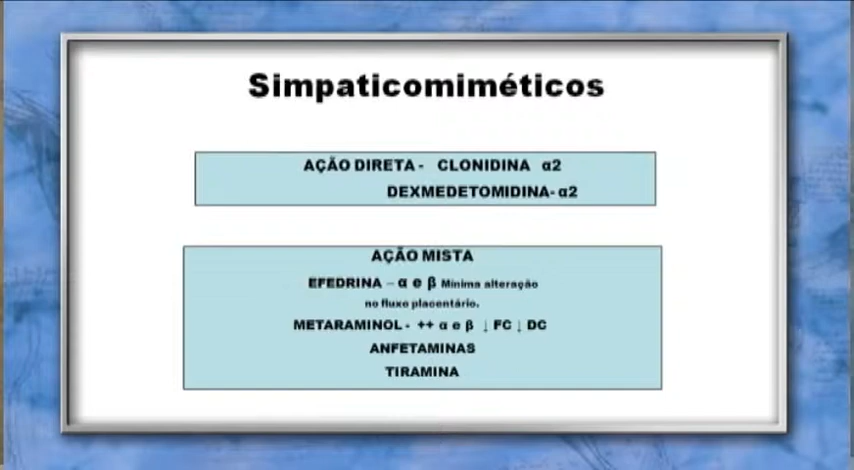 Simpaticomiméticos
AÇÃO DIRETA - CLONIDINA α2
DEXMEDETOMIDINA- α2
AÇÃO MISTA
EFEDRINA – α e β Mínima alteração
no fluxo placentário.
METARAMINOL - ++ α e β ↓ FC ↓ DC
ANFETAMINAS
TIRAMINA